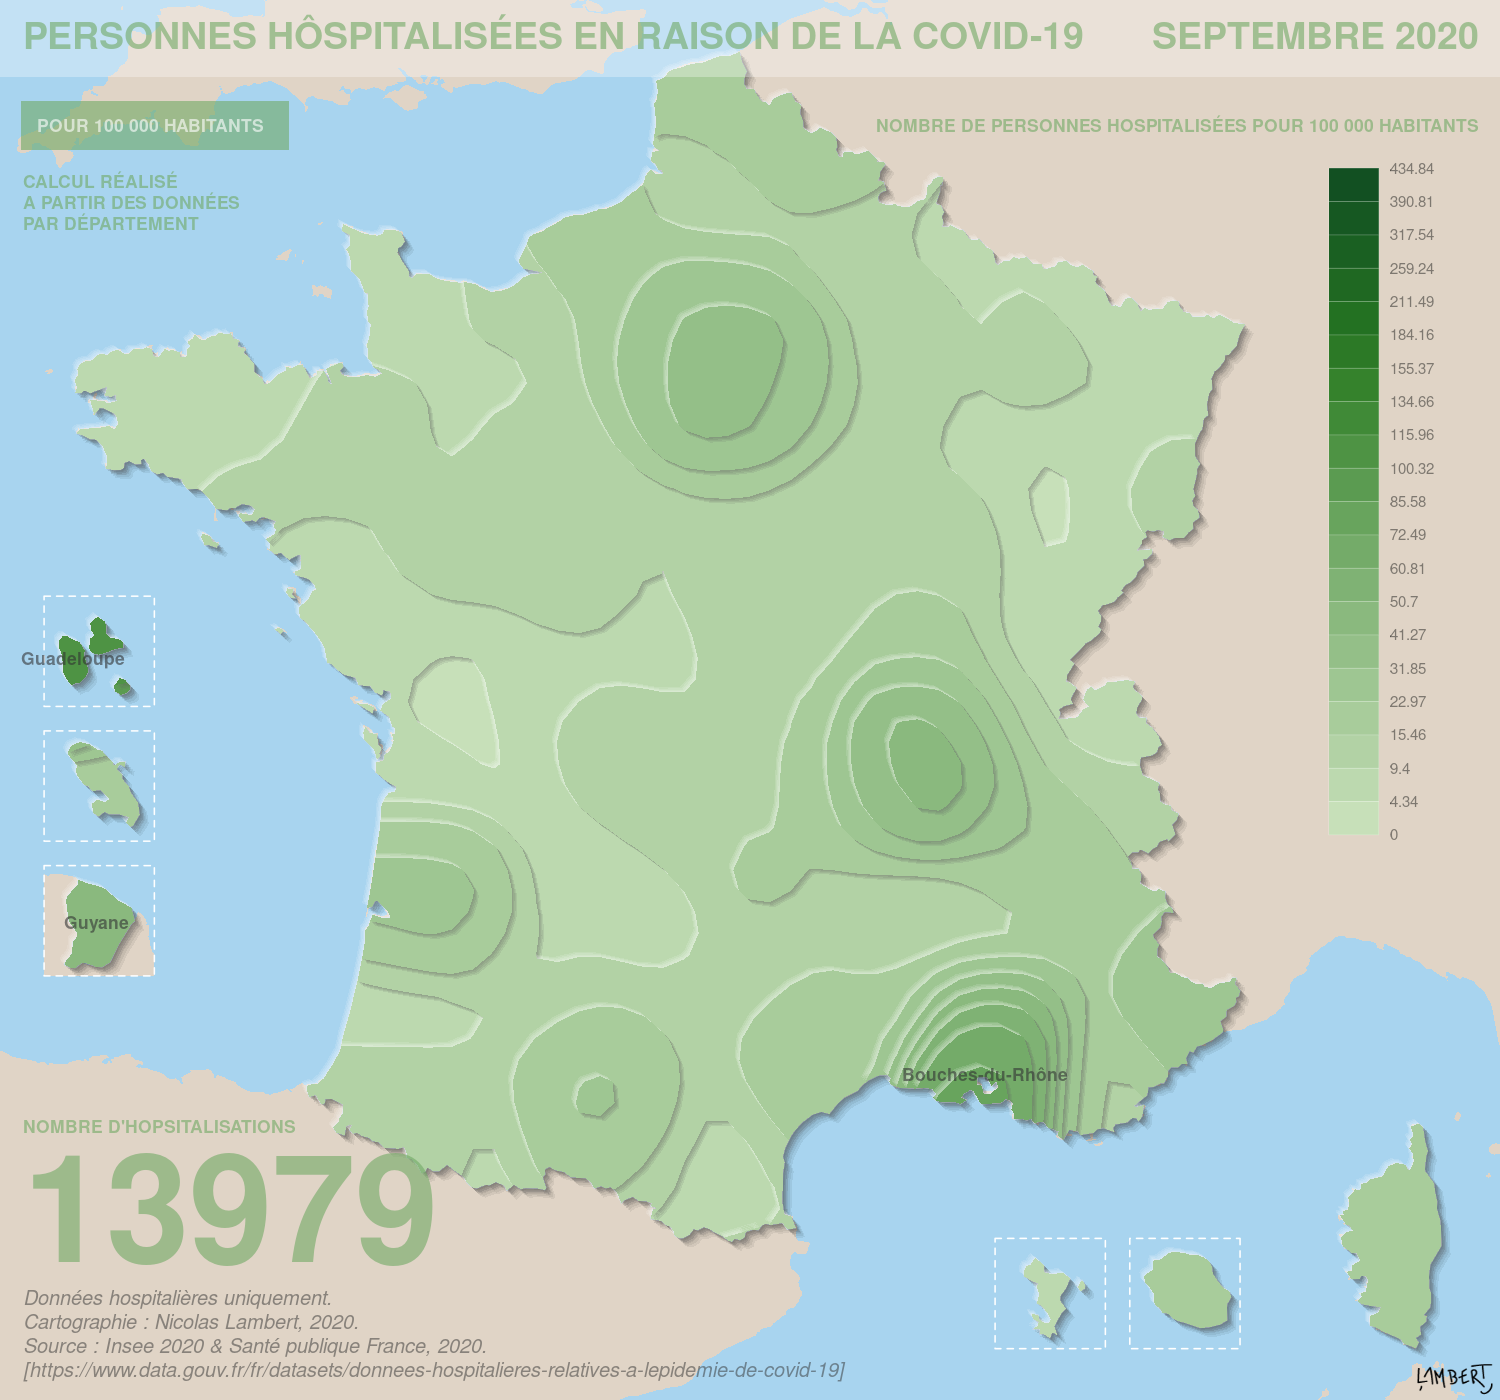 PERSONNES HÔSPITALISÉES EN RAISON DE LA COVID-19 SEPTEMBRE 2020
POUR 100 000 HABITANTS
NOMBRE DE PERSONNES HOSPITALISÉES POUR 100 000 HABITANTS
CALCUL RÉALISÉ
A PARTIR DES DONNÉES
PAR DÉPARTEMENT
434.84
390.81
317.54
259.24
211.49
184.16
155.37
134.66
115.96
100.32
85.58
72.49
60.81
50.7
41.27
31.85
22.97
15.46
9.4
4.34
0
Guadeloupe
Guyane
Bouches-du-Rhône
NOMBRE D'HOPSITALISATIONS
13979
Données hospitalières uniquement.
Cartographie : Nicolas Lambert, 2020.
Source : Insee 2020 & Santé publique France, 2020.
[https://www.data.gouv.fr/fr/datasets/donnees-hospitalieres-relatives-a-lepidemie-de-covid-19]
LAMBERT